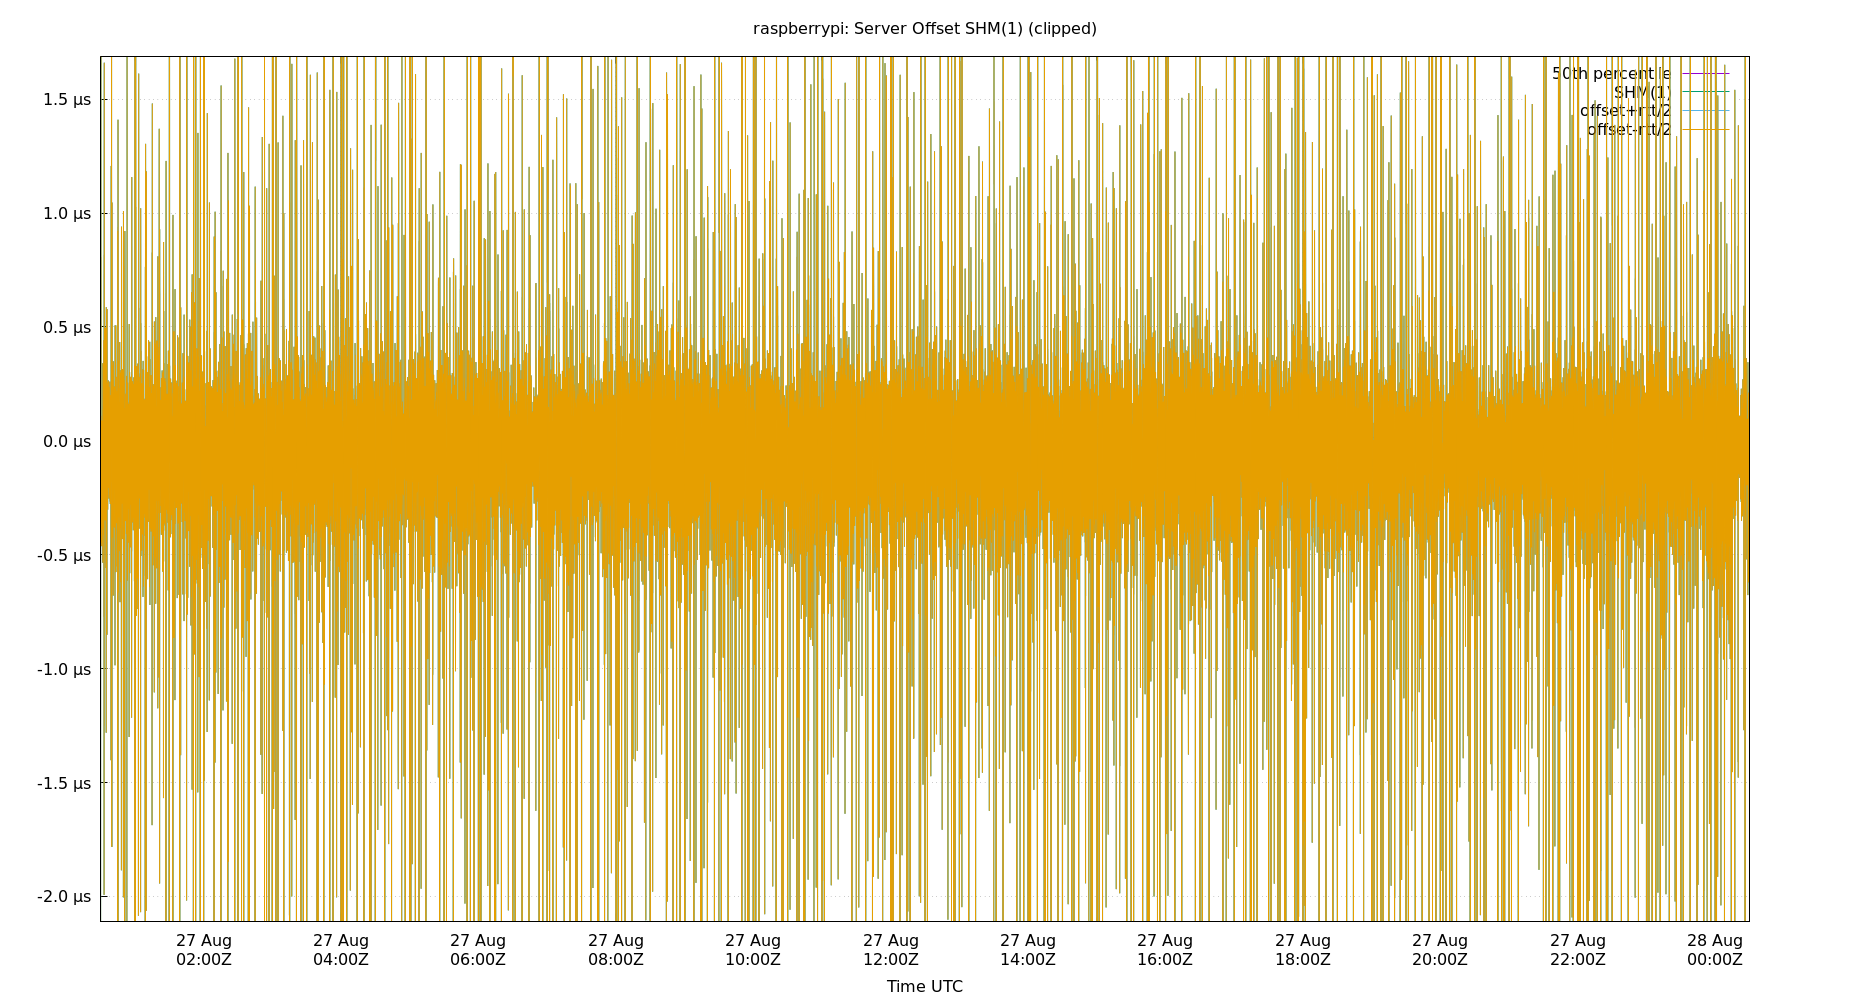 raspberrypi: Server Offset SHM(1) (clipped)
50th percentile
SHM(1)
offset+rtt/2
offset-rtt/2
1.5 µs
1.0 µs
0.5 µs
0.0 µs
-0.5 µs
-1.0 µs
-1.5 µs
-2.0 µs
27 Aug 27 Aug 27 Aug 27 Aug 27 Aug 27 Aug 27 Aug 27 Aug 27 Aug 27 Aug 27 Aug 28 Aug
02:00Z 04:00Z 06:00Z 08:00Z 10:00Z 12:00Z 14:00Z 16:00Z 18:00Z 20:00Z 22:00Z 00:00Z
Time UTC